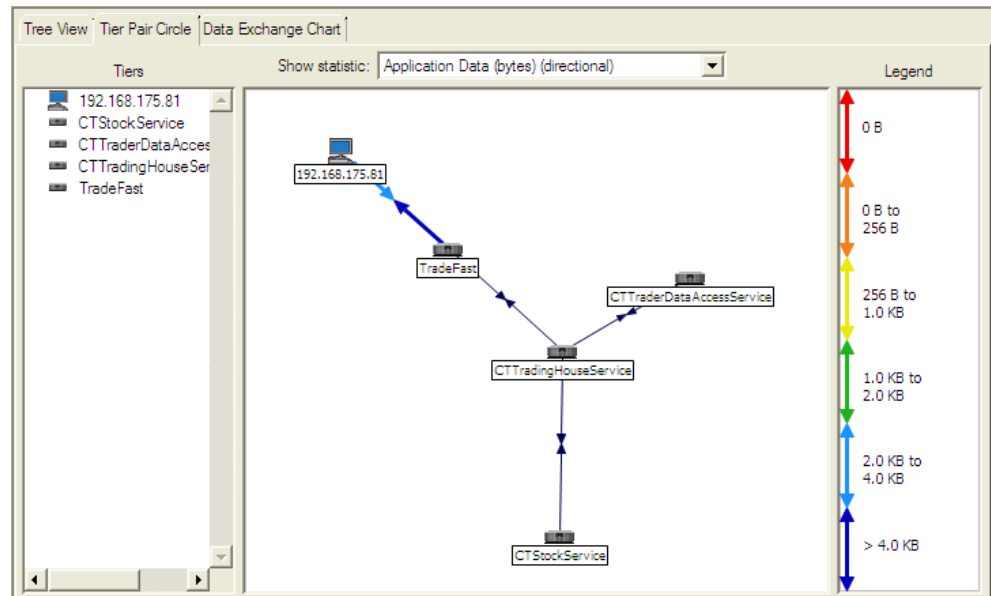 Tree View Tier Pair Circle Data Exchange Chart
Tiers
Show statistic: Application Data (bytes) (directional)
Legend
192.168.175.81
CTStockService
CTTraderDataAcces
CTTradingHouseSer
TradeFast
192.168.175.81
TradeFast
CTTraderDataAccessService
CTTradingHouseService
CTStockService
0 B
0 B to
256 B
256 B to
1.0 KB
1.0 KB to
2.0 KB
2.0 KB to
4.0 KB
> 4.0 KB